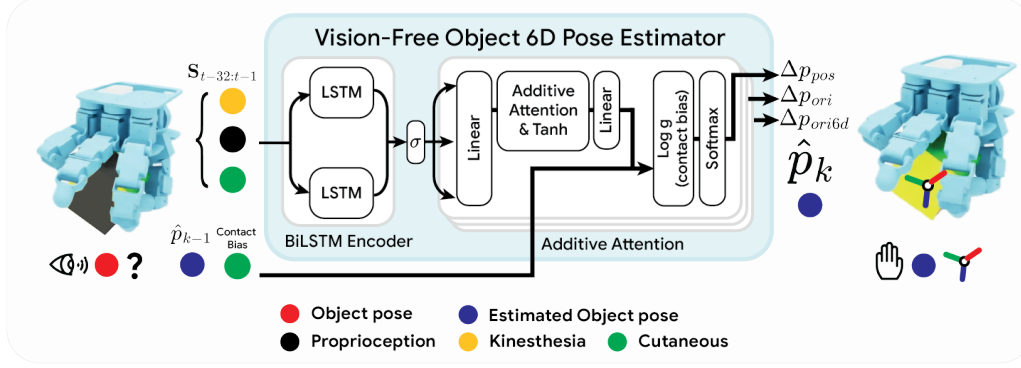 Vision-Free Object 6D Pose Estimator
S_{t-32:t-1}
LSTM
LSTM
BiLSTM Encoder
σ
Linear
Additive
Attention
& Tanh
Linear
Log g
(contact bias)
Softmax
Additive Attention
Δp_{pos}
Δp_{ori}
Δp_{ori6d}
p̂_k
p̂_{k-1}
Contact
Bias
?
Object pose
Estimated Object pose
Proprioception
Kinesthesia
Cutaneous